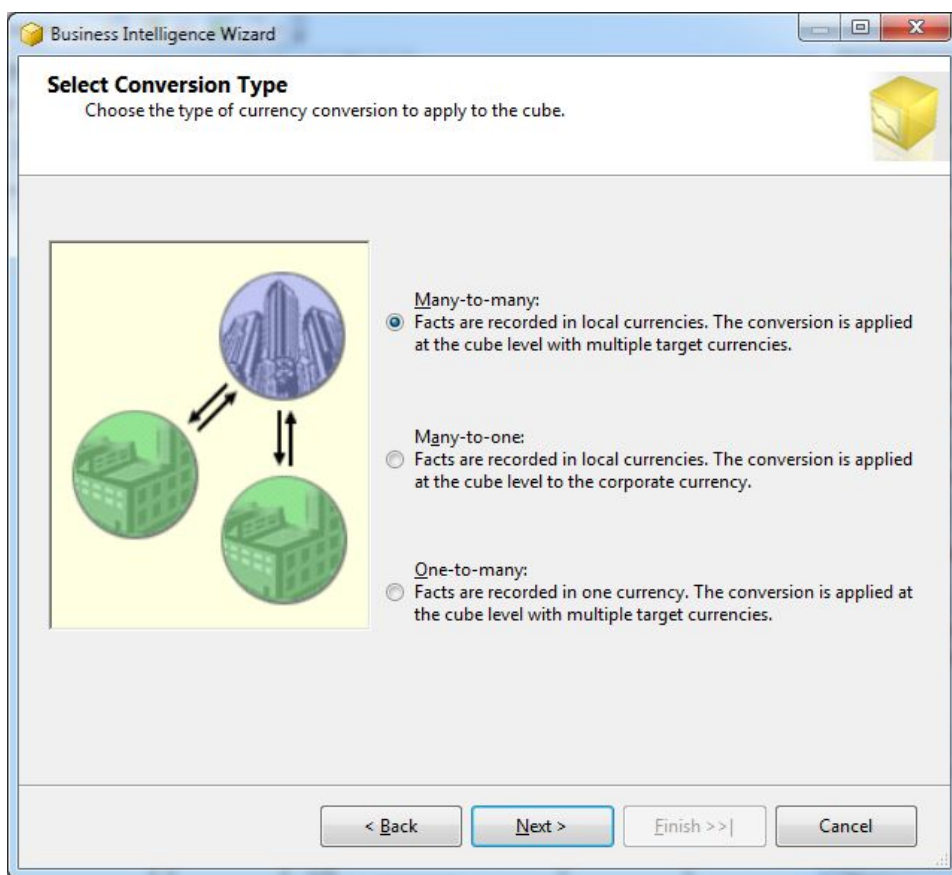 Business Intelligence Wizard
Select Conversion Type
Choose the type of currency conversion to apply to the cube.
Many-to-many:
Facts are recorded in local currencies. The conversion is applied
at the cube level with multiple target currencies.
Many-to-one:
Facts are recorded in local currencies. The conversion is applied
at the cube level to the corporate currency.
One-to-many:
Facts are recorded in one currency. The conversion is applied at
the cube level with multiple target currencies.
< Back
Next >
Finish >>|
Cancel